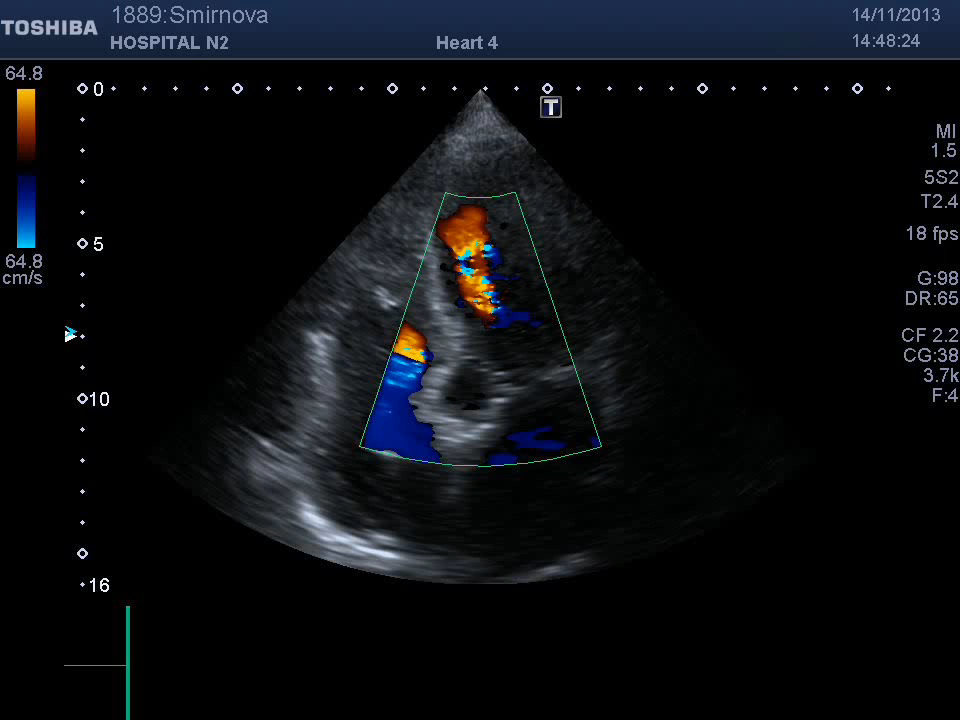 TOSHIBA
1889:Smirnova
HOSPITAL N2
Heart 4
14/11/2013
14:48:24
64.8
64.8
cm/s
0
5
10
16
T
MI
1.5
5S2
T2.4
18 fps
G:98
DR:65
CF 2.2
CG:38
3.7k
F:4